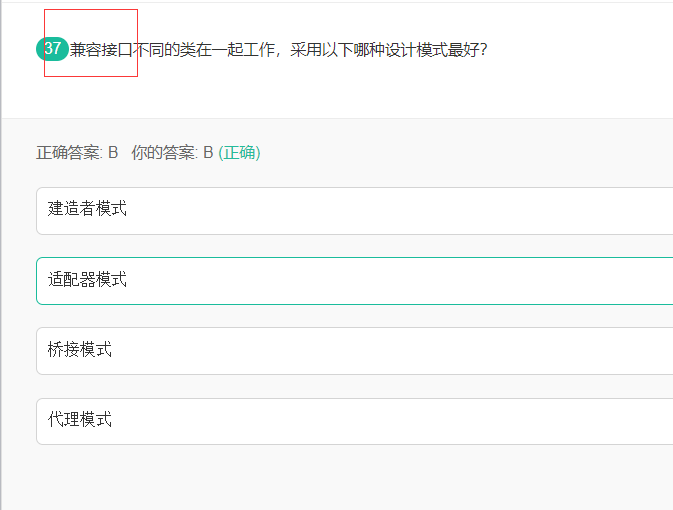 37 兼容接口不同的类在一起工作，采用以下哪种设计模式最好？
正确答案: B 你的答案: B (正确)
建造者模式
适配器模式
桥接模式
代理模式